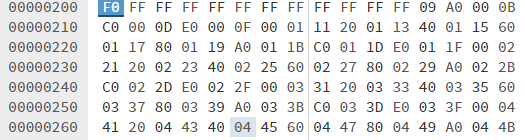 00000200 F0 FF FF FF FF FF FF FF FF FF FF FF 09 A0 00 0B
00000210 C0 00 0D E0 00 0F 00 01 11 20 01 13 40 01 15 60
00000220 01 17 80 01 19 A0 01 1B C0 01 1D E0 01 1F 00 02
00000230 21 20 02 23 40 02 25 60 02 27 80 02 29 A0 02 2B
00000240 C0 02 2D E0 02 2F 00 03 31 20 03 33 40 03 35 60
00000250 03 37 80 03 39 A0 03 3B C0 03 3D E0 03 3F 00 04
00000260 41 20 04 43 40 04 45 60 04 47 80 04 49 A0 04 4B